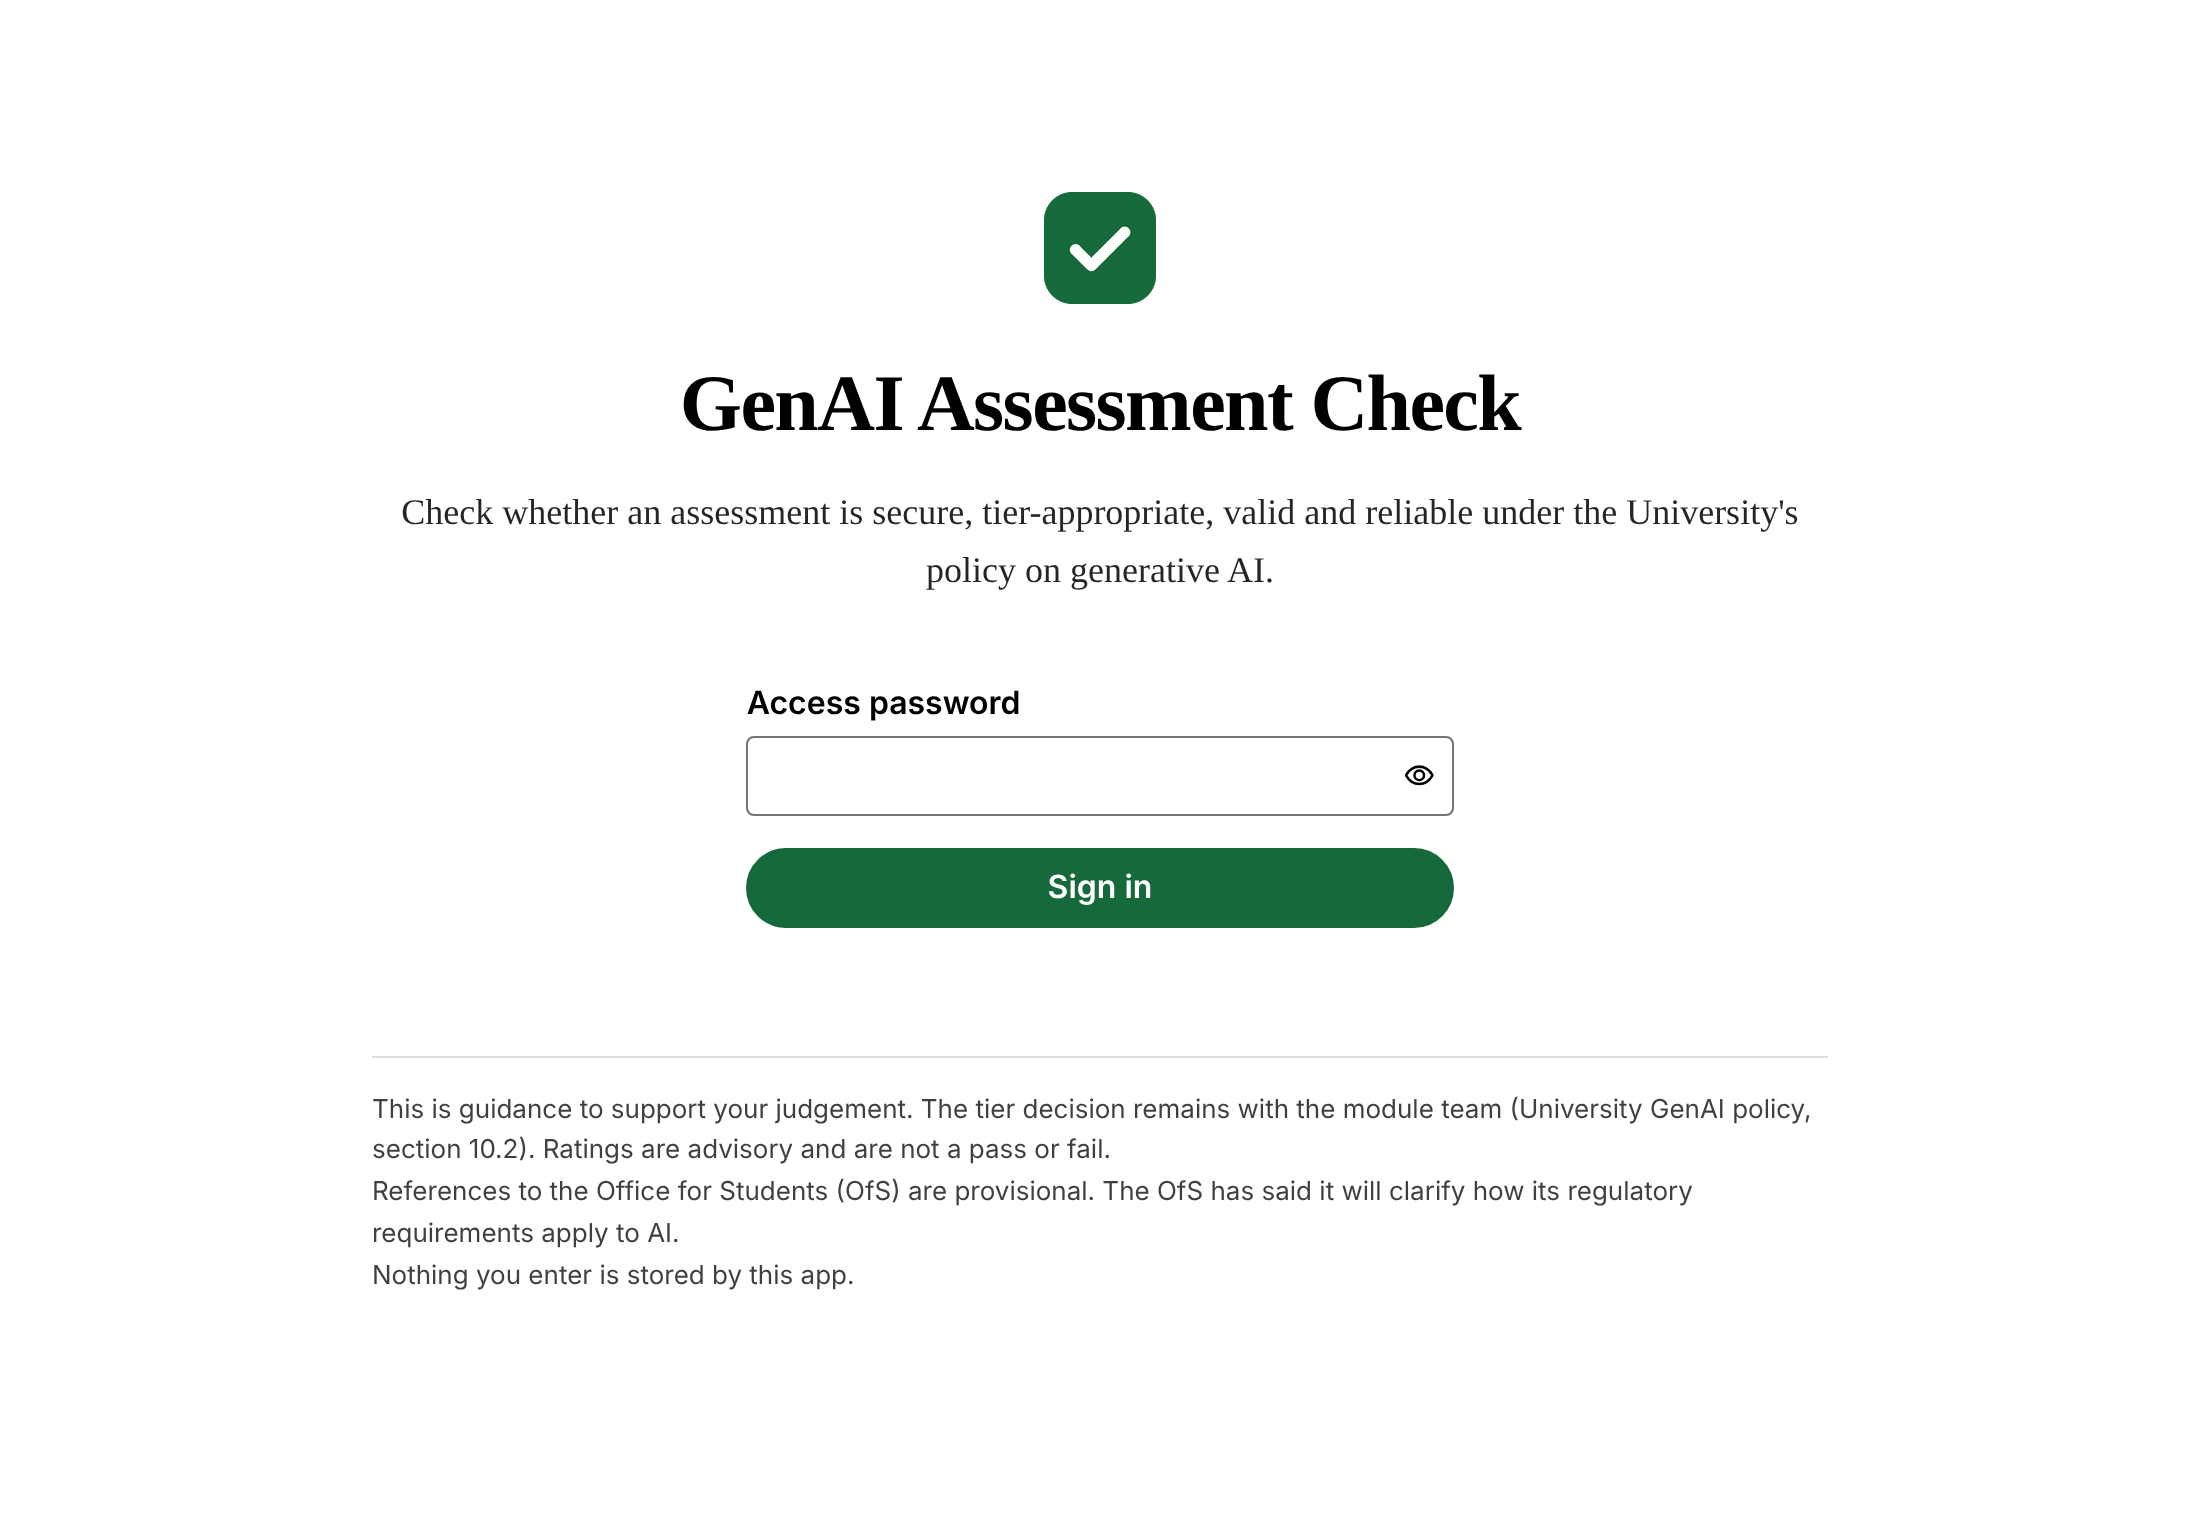 GenAI Assessment Check
Check whether an assessment is secure, tier-appropriate, valid and reliable under the University's
policy on generative AI.
Access password
Sign in
This is guidance to support your judgement. The tier decision remains with the module team (University GenAI policy,
section 10.2). Ratings are advisory and are not a pass or fail.
References to the Office for Students (OfS) are provisional. The OfS has said it will clarify how its regulatory
requirements apply to AI.
Nothing you enter is stored by this app.